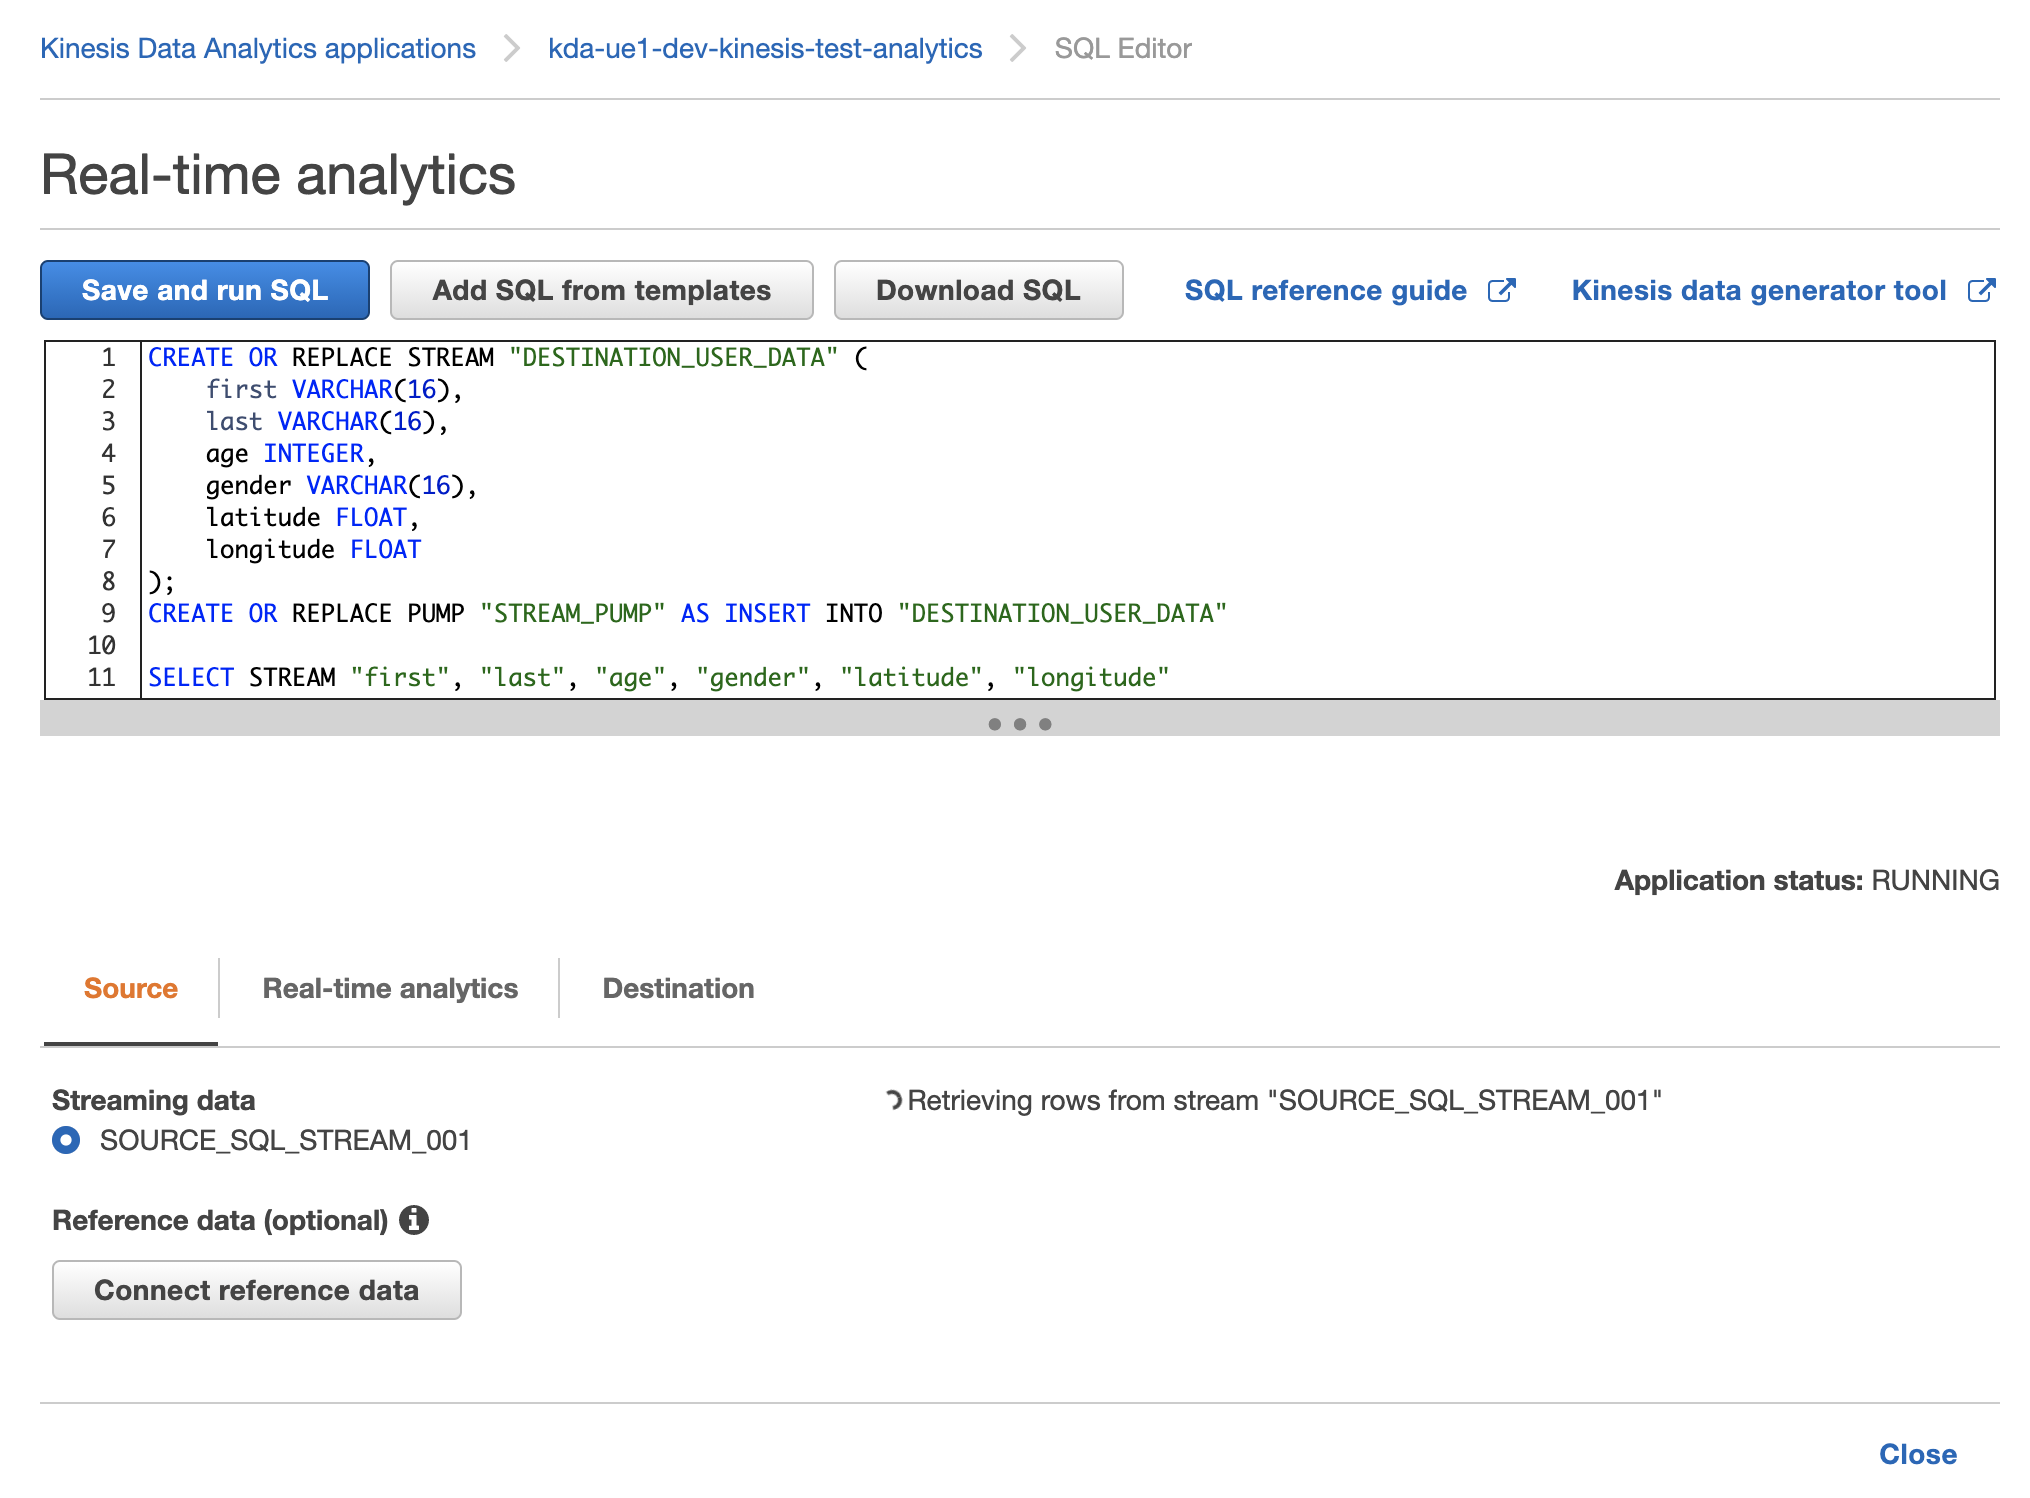 Kinesis Data Analytics applications > kda-ue1-dev-kinesis-test-analytics > SQL Editor
Real-time analytics
Save and run SQL Add SQL from templates Download SQL SQL reference guide Kinesis data generator tool
1 CREATE OR REPLACE STREAM "DESTINATION_USER_DATA" (
2 first VARCHAR(16),
3 last VARCHAR(16),
4 age INTEGER,
5 gender VARCHAR(16),
6 latitude FLOAT,
7 longitude FLOAT
8 );
9 CREATE OR REPLACE PUMP "STREAM_PUMP" AS INSERT INTO "DESTINATION_USER_DATA"
10
11 SELECT STREAM "first", "last", "age", "gender", "latitude", "longitude"
Application status: RUNNING
Source Real-time analytics Destination
Streaming data
Retrieving rows from stream "SOURCE_SQL_STREAM_001"
SOURCE_SQL_STREAM_001
Reference data (optional)
Connect reference data
Close